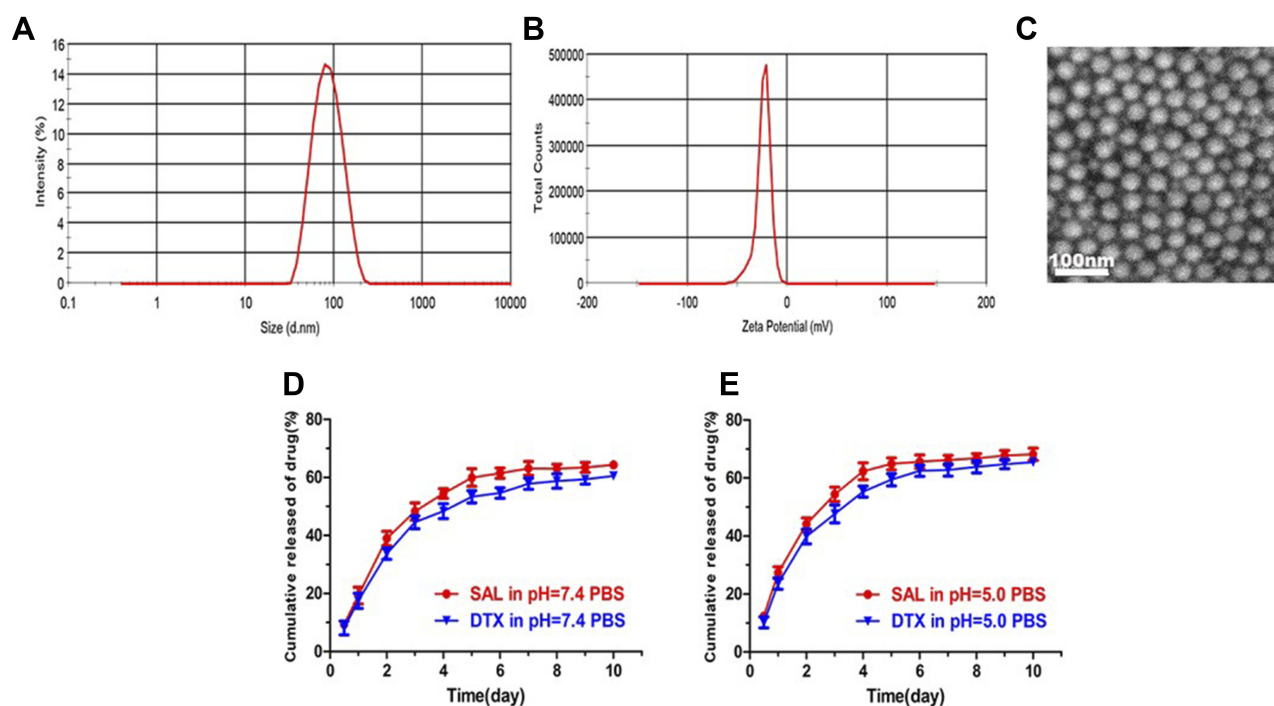 A
Intensity (%)
16
14
12
10
8
6
4
2
0
0.1 1 10 100 1000 10000
Size (d.nm)
B
Total Counts
500000
400000
300000
200000
100000
0
-200 -100 0 100 200
Zeta Potential (mV)
C
100nm
D
Cumulative released of drug(%)
80
60
40
20
0
SAL in pH=7.4 PBS
DTX in pH=7.4 PBS
0 2 4 6 8 10
Time(day)
E
Cumulative released of drug(%)
80
60
40
20
0
SAL in pH=5.0 PBS
DTX in pH=5.0 PBS
0 2 4 6 8 10
Time(day)